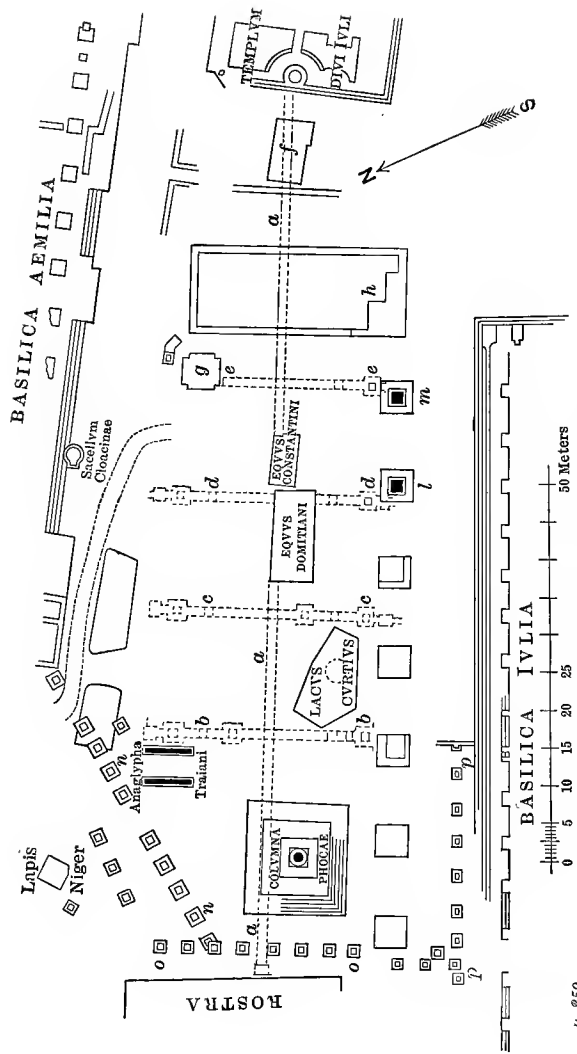 BASILICA AEMILIA
Sacellvm
Cloacinae
TEMPLVM
DIVI IVLI
f
a
N
S
h
g
e
e
m
EQVVS
CONSTANTINI
d
d
l
EQVVS
DOMITIANI
c
c
a
LACVS
CVRTIVS
b
b
n
Anaglypha
Traiani
Lapis
Niger
n
COLVMNA
PHOCAE
a
o
o
ROSTRA
p
p
BASILICA IVLIA
0 5 10 15 20 25 50 Meters